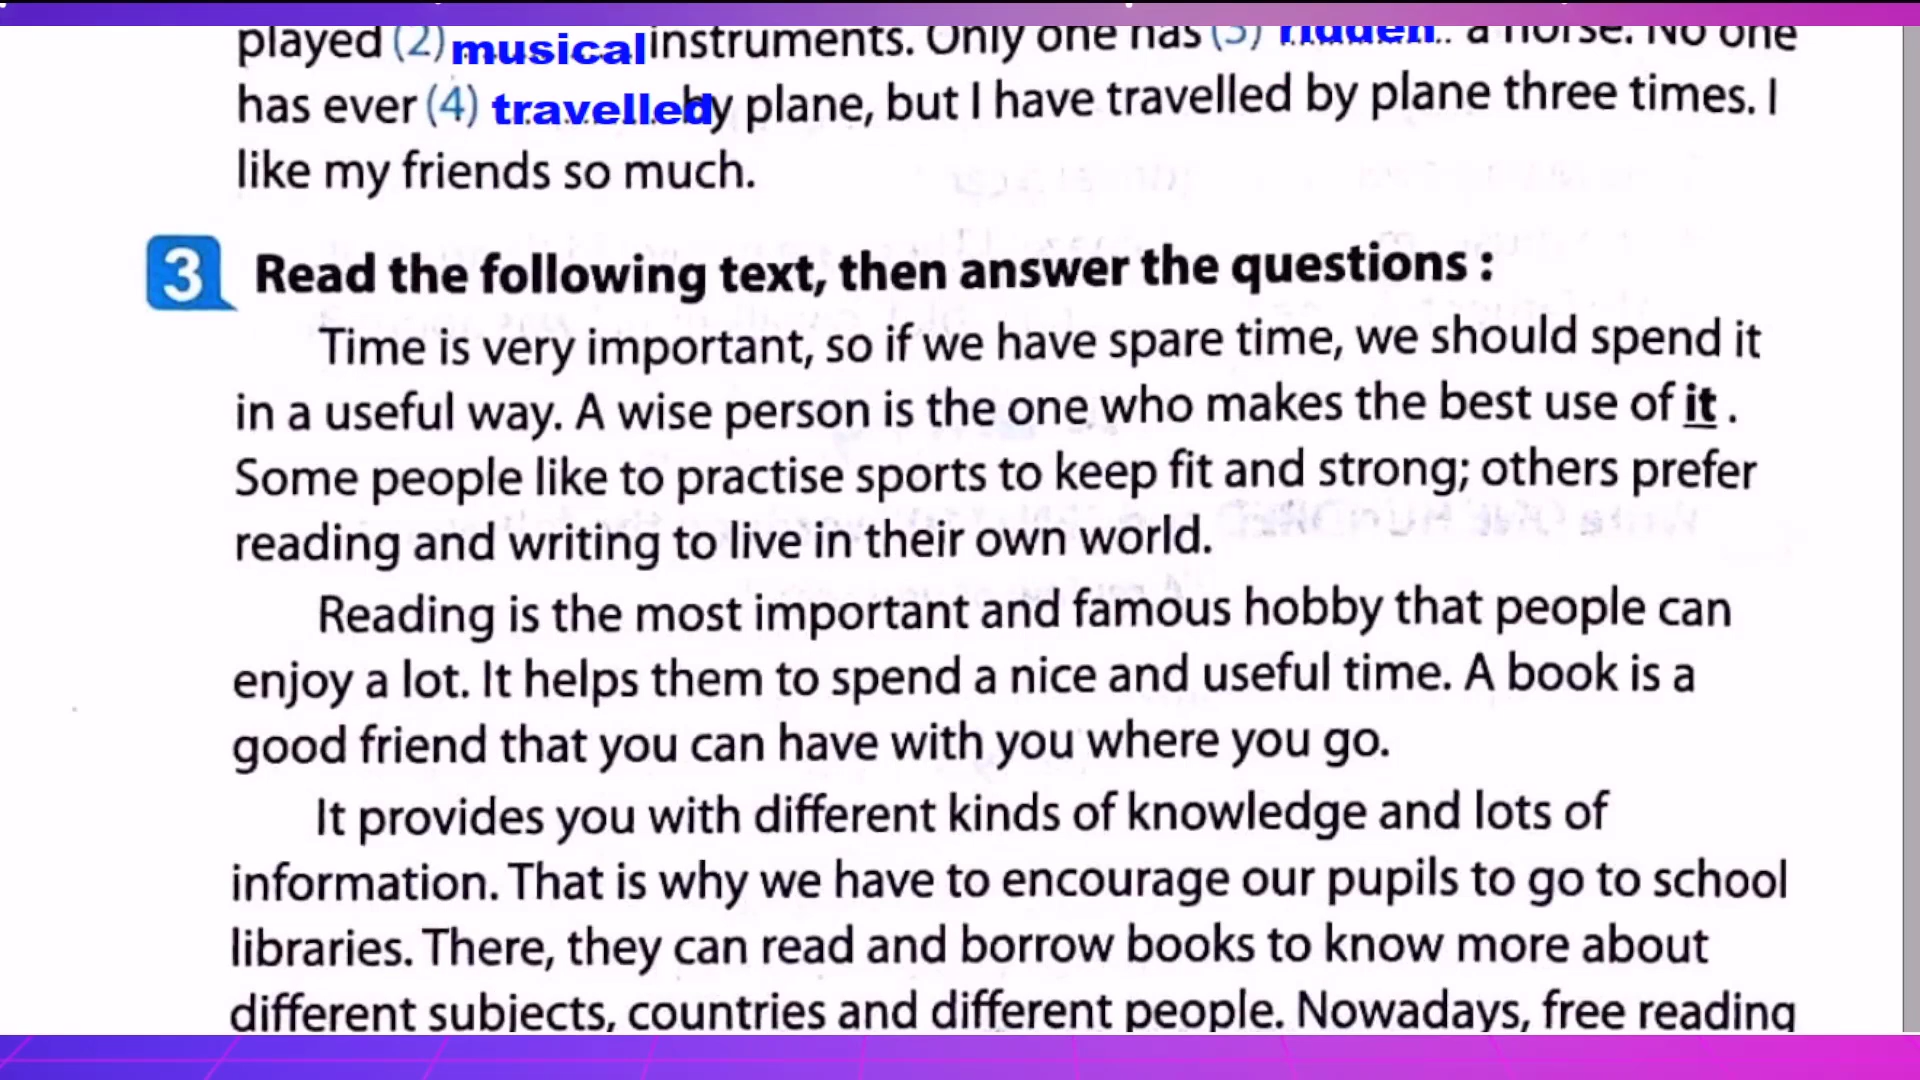 played (2) musical instruments. Only one has (3) ridden .. a horse. No one
has ever (4) travelled by plane, but I have travelled by plane three times. I
like my friends so much.
3 Read the following text, then answer the questions :
Time is very important, so if we have spare time, we should spend it
in a useful way. A wise person is the one who makes the best use of it .
Some people like to practise sports to keep fit and strong; others prefer
reading and writing to live in their own world.
Reading is the most important and famous hobby that people can
enjoy a lot. It helps them to spend a nice and useful time. A book is a
good friend that you can have with you where you go.
It provides you with different kinds of knowledge and lots of
information. That is why we have to encourage our pupils to go to school
libraries. There, they can read and borrow books to know more about
different subjects, countries and different people. Nowadays, free reading